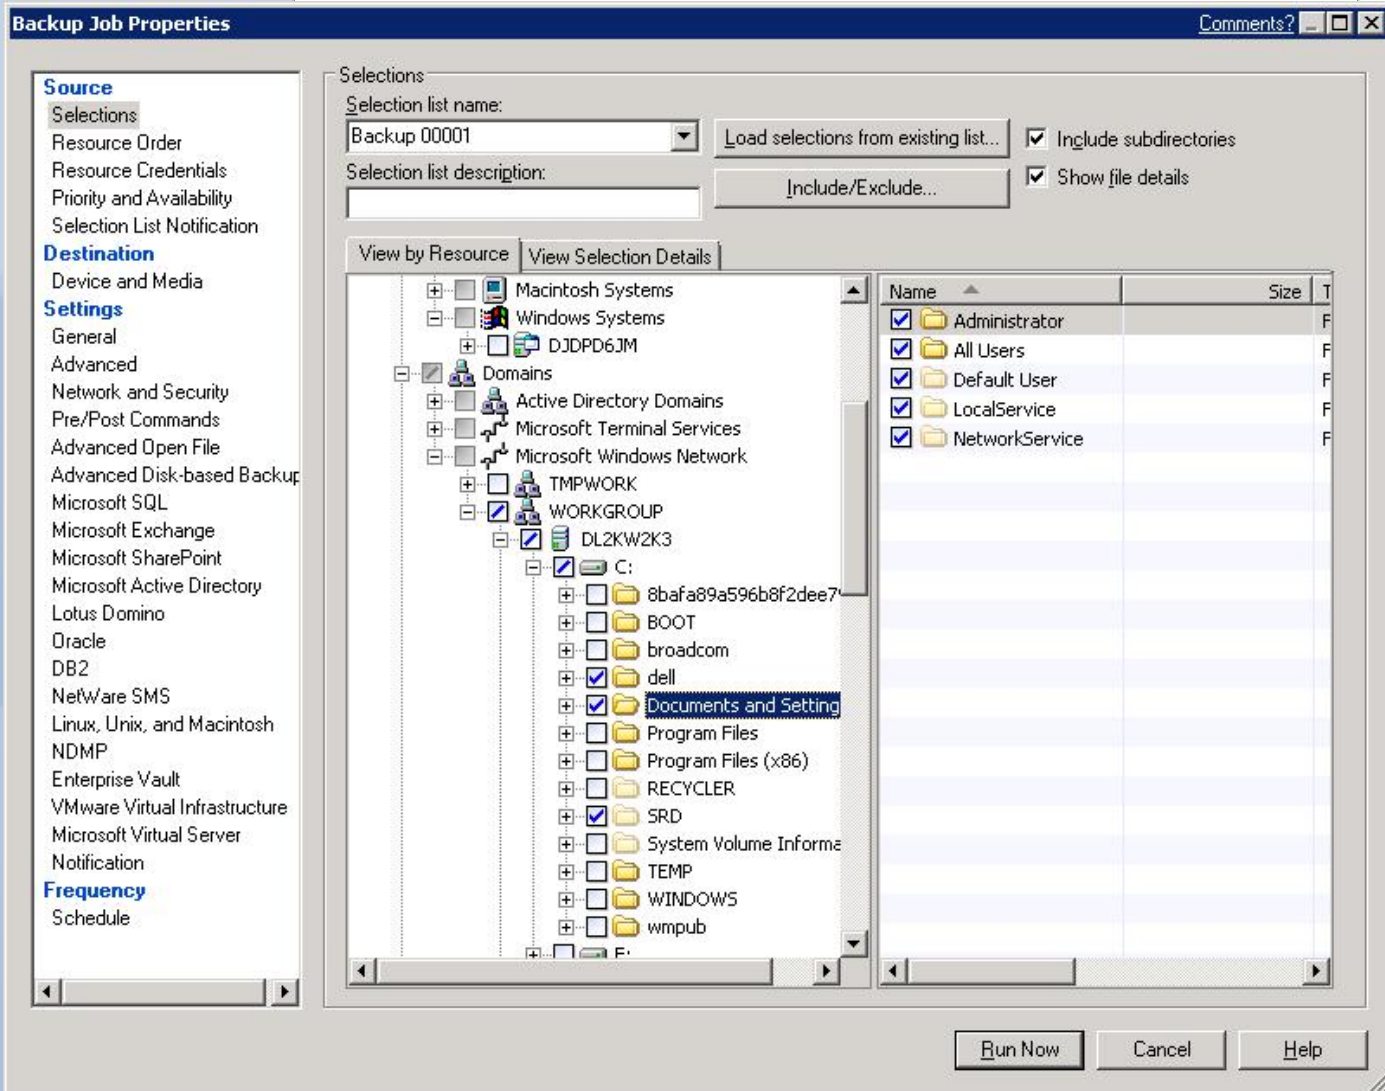 Backup Job Properties
Comments?
Source
Selections
Resource Order
Resource Credentials
Priority and Availability
Selection List Notification
Destination
Device and Media
Settings
General
Advanced
Network and Security
Pre/Post Commands
Advanced Open File
Advanced Disk-based Backup
Microsoft SQL
Microsoft Exchange
Microsoft SharePoint
Microsoft Active Directory
Lotus Domino
Oracle
DB2
NetWare SMS
Linux, Unix, and Macintosh
NDMP
Enterprise Vault
VMware Virtual Infrastructure
Microsoft Virtual Server
Notification
Frequency
Schedule
Selections
Selection list name:
Backup 00001
Load selections from existing list...
Include subdirectories
Selection list description:
Include/Exclude...
Show file details
View by Resource
View Selection Details
Macintosh Systems
Windows Systems
DJDPD6JM
Domains
Active Directory Domains
Microsoft Terminal Services
Microsoft Windows Network
TMPWORK
WORKGROUP
DL2KW2K3
C:
8bafa89a596b8f2dee7
BOOT
broadcom
dell
Documents and Setting
Program Files
Program Files (x86)
RECYCLER
SRD
System Volume Informa
TEMP
WINDOWS
wmpub
Name Size T
Administrator F
All Users F
Default User F
LocalService F
NetworkService F
Run Now
Cancel
Help